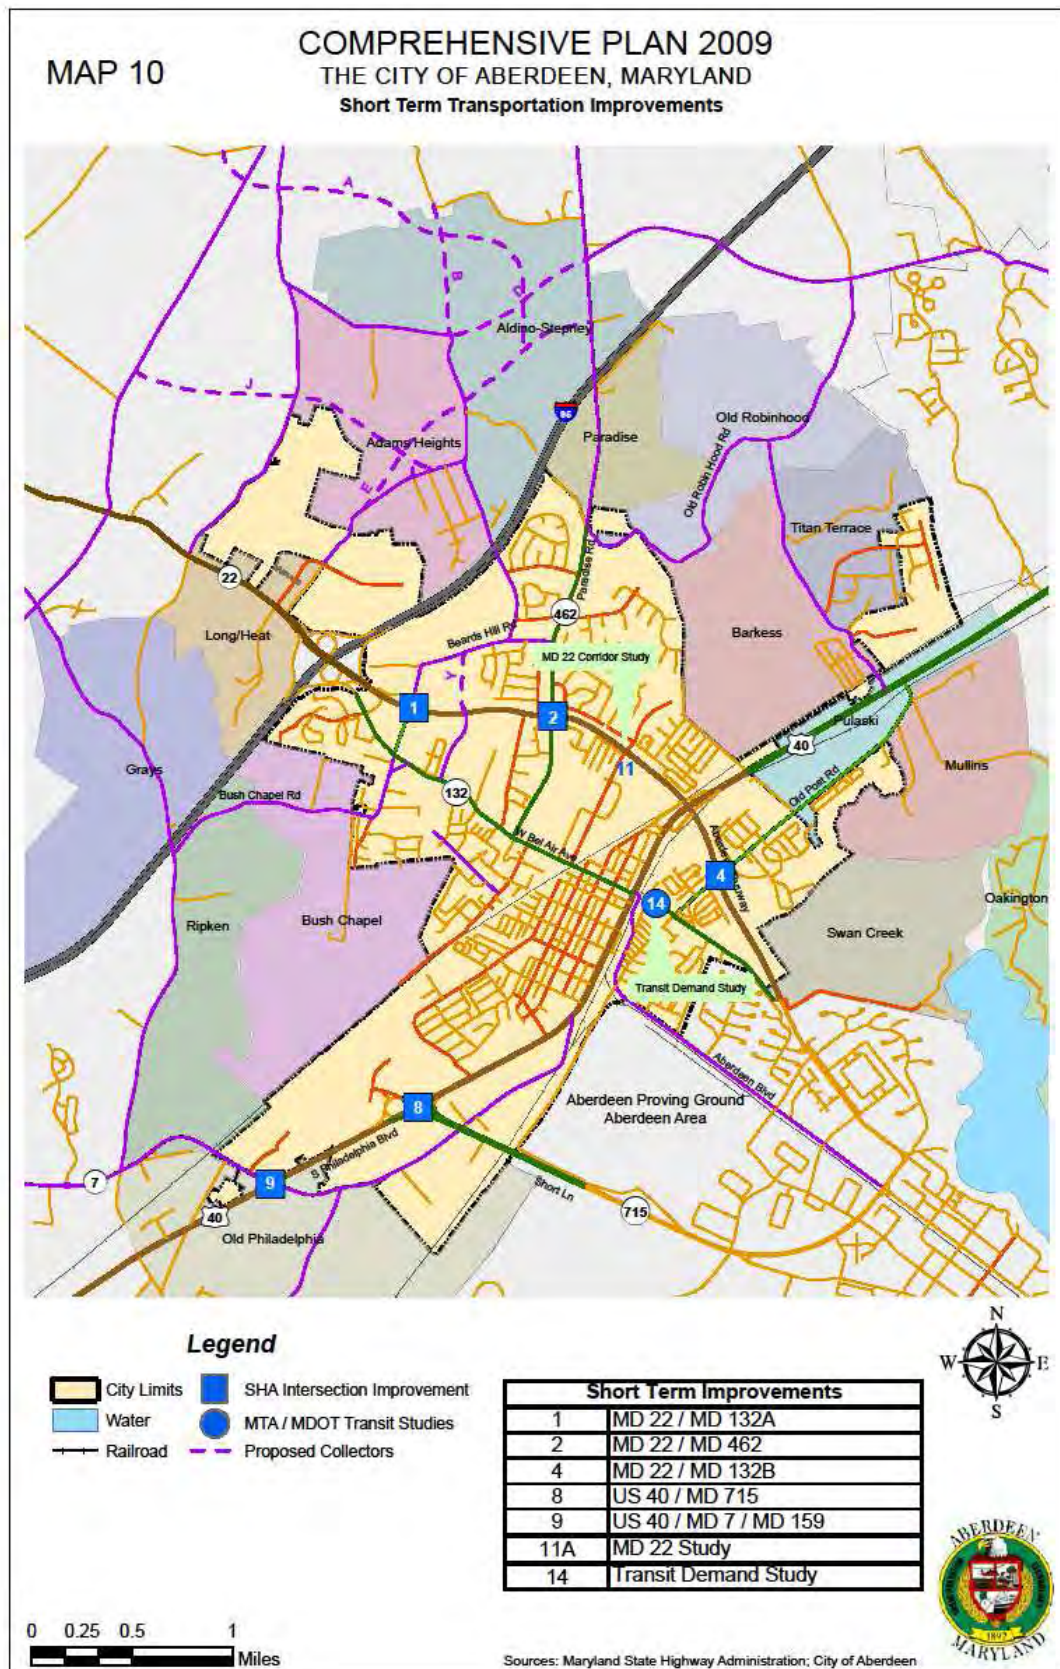 MAP 10
COMPREHENSIVE PLAN 2009
THE CITY OF ABERDEEN, MARYLAND
Short Term Transportation Improvements
A
B
D
Aldino-Stepney
J
95
Old Robinhood
Paradise
Adams Heights
Old Robin Hood Rd
E
Titan Terrace
Paradise Rd
22
462
Long/Heat
Beards Hill Rd
Barkess
MD 22 Corridor Study
Y
1
2
Pulaski
40
Grays
11
Mullins
Bush Chapel Rd
132
Old Post Rd
W Bel Air Ave
4
14
Oakington
Ripken
Bush Chapel
Swan Creek
Transit Demand Study
Aberdeen Blvd
Aberdeen Proving Ground
Aberdeen Area
8
S Philadelphia Blvd
7
9
Short Ln
40
715
Old Philadelphia
Legend
City Limits
SHA Intersection Improvement
Water
MTA / MDOT Transit Studies
Railroad
Proposed Collectors
N
W
E
S
Short Term Improvements
1 MD 22 / MD 132A
2 MD 22 / MD 462
4 MD 22 / MD 132B
8 US 40 / MD 715
9 US 40 / MD 7 / MD 159
11A MD 22 Study
14 Transit Demand Study
ABERDEEN
1892
MARYLAND
0 0.25 0.5 1
Miles
Sources: Maryland State Highway Administration; City of Aberdeen